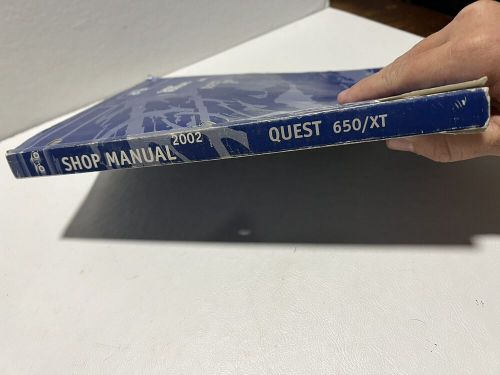 SHOP MANUAL 2002 QUEST 650/XT